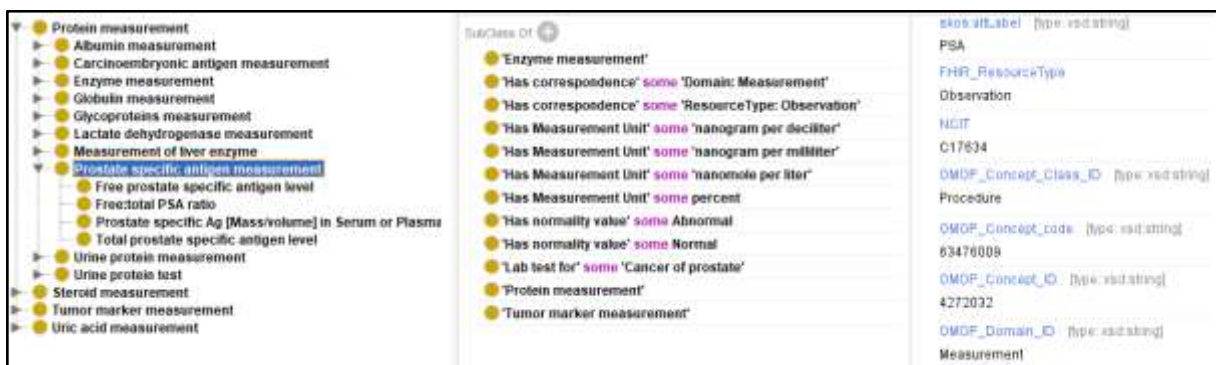 Protein measurement
Albumin measurement
Carcinoembryonic antigen measurement
Enzyme measurement
Globulin measurement
Glycoproteins measurement
Lactate dehydrogenase measurement
Measurement of liver enzyme
Prostate specific antigen measurement
Free prostate specific antigen level
Free:total PSA ratio
Prostate specific Ag [Mass/volume] in Serum or Plasma
Total prostate specific antigen level
Urine protein measurement
Urine protein test
Steroid measurement
Tumor marker measurement
Uric acid measurement
SubClass Of
'Enzyme measurement'
'Has correspondence' some 'Domain: Measurement'
'Has correspondence' some 'ResourceType: Observation'
'Has Measurement Unit' some 'nanogram per deciliter'
'Has Measurement Unit' some 'nanogram per milliliter'
'Has Measurement Unit' some 'nanomole per liter'
'Has Measurement Unit' some percent
'Has normality value' some Abnormal
'Has normality value' some Normal
'Lab test for' some 'Cancer of prostate'
'Protein measurement'
'Tumor marker measurement'
skos:altLabel [type: xsd:string]
PSA
FHIR_ResourceType
Observation
NCIT
C17634
OMOP_Concept_Class_ID [type: xsd:string]
Procedure
OMOP_Concept_code [type: xsd:string]
63476009
OMOP_Concept_ID [type: xsd:string]
4272032
OMOP_Domain_ID [type: xsd:string]
Measurement